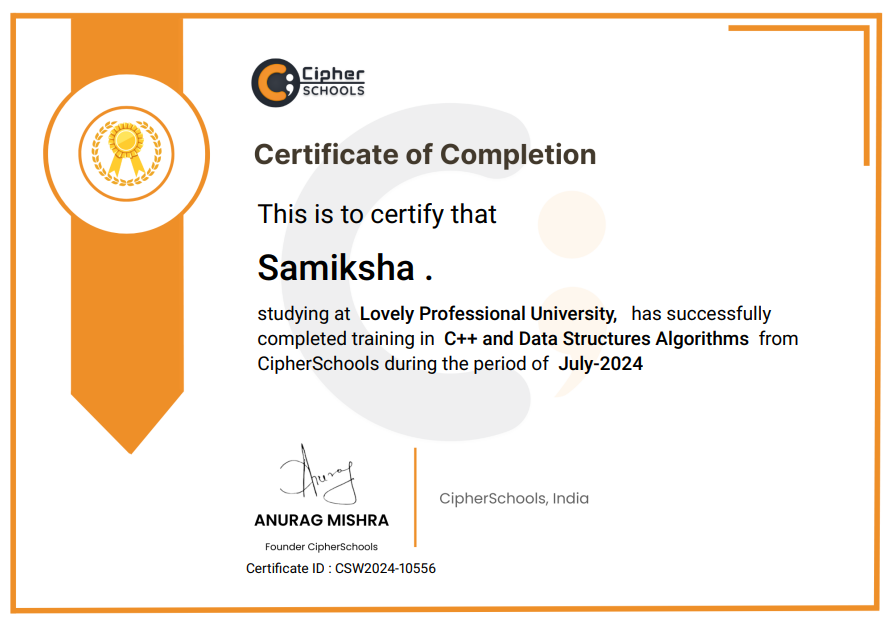 Cipher
SCHOOLS
Certificate of Completion
This is to certify that
Samiksha .
studying at Lovely Professional University, has successfully
completed training in C++ and Data Structures Algorithms from
CipherSchools during the period of July-2024
Anurag
ANURAG MISHRA
Founder CipherSchools
Certificate ID : CSW2024-10556
CipherSchools, India